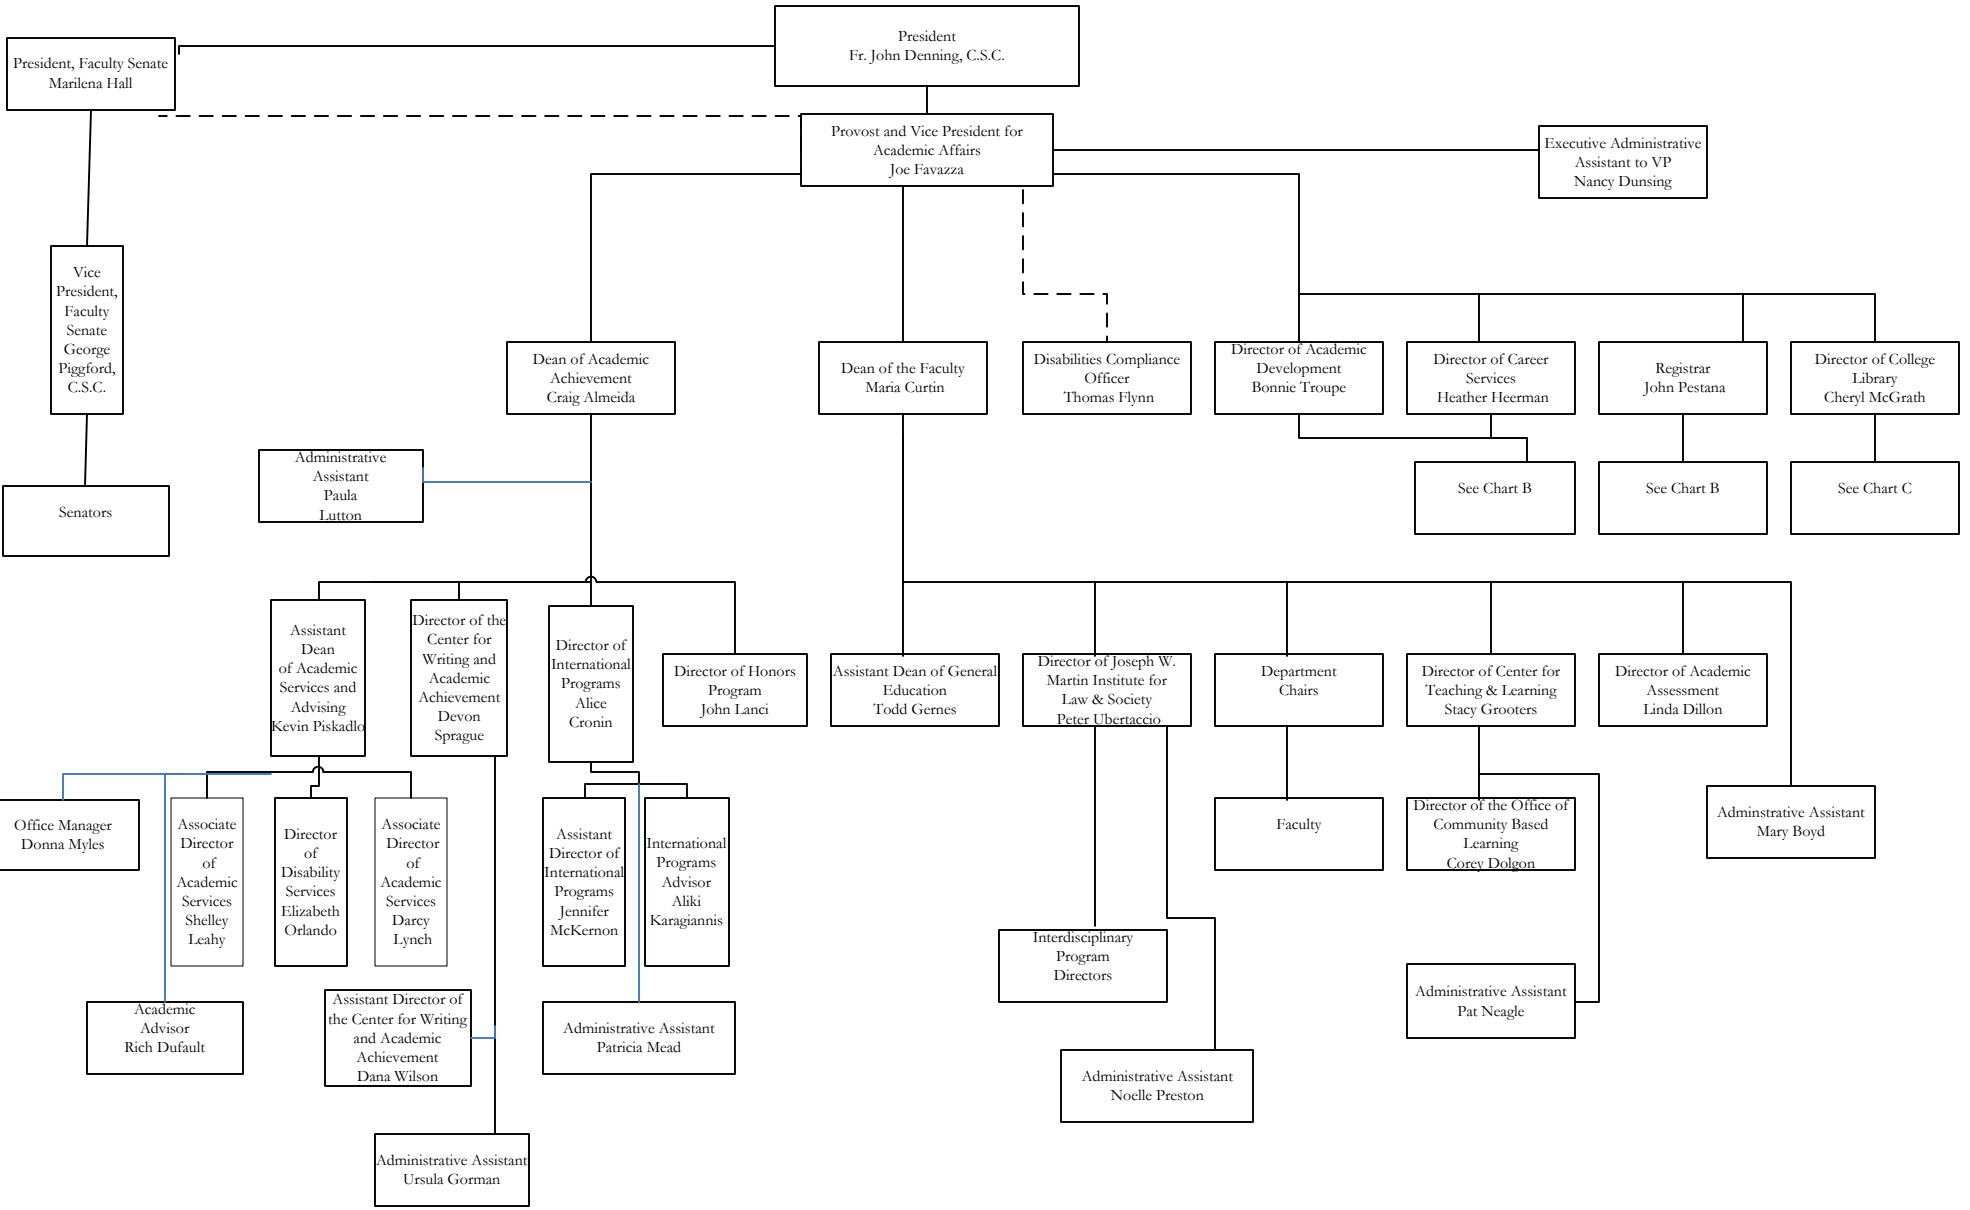 President
Fr. John Denning, C.S.C.
President, Faculty Senate
Marilena Hall
Provost and Vice President for
Academic Affairs
Joe Favazza
Executive Administrative
Assistant to VP
Nancy Dunsing
Vice
President,
Faculty
Senate
George
Piggford,
C.S.C.
Senators
Dean of Academic
Achievement
Craig Almeida
Dean of the Faculty
Maria Curtin
Disabilities Compliance
Officer
Thomas Flynn
Director of Academic
Development
Bonnie Troupe
Director of Career
Services
Heather Heerman
Registrar
John Pestana
Director of College
Library
Cheryl McGrath
Administrative
Assistant
Paula
Lutton
See Chart B
See Chart B
See Chart C
Assistant
Dean
of Academic
Services and
Advising
Kevin Piskadlo
Director of the
Center for
Writing and
Academic
Achievement
Devon
Sprague
Director of
International
Programs
Alice
Cronin
Director of Honors
Program
John Lanci
Assistant Dean of General
Education
Todd Gernes
Director of Joseph W.
Martin Institute for
Law & Society
Peter Ubertaccio
Department
Chairs
Director of Center for
Teaching & Learning
Stacy Grooters
Director of Academic
Assessment
Linda Dillon
Office Manager
Donna Myles
Associate
Director
of
Academic
Services
Shelley
Leahy
Director
of
Disability
Services
Elizabeth
Orlando
Associate
Director
of
Academic
Services
Darcy
Lynch
Assistant
Director of
International
Programs
Jennifer
McKernon
International
Programs
Advisor
Aliki
Karagiannis
Faculty
Director of the Office of
Community Based
Learning
Corey Dolgon
Adminstrative Assistant
Mary Boyd
Interdisciplinary
Program
Directors
Academic
Advisor
Rich Dufault
Assistant Director of
the Center for Writing
and Academic
Achievement
Dana Wilson
Administrative Assistant
Patricia Mead
Administrative Assistant
Pat Neagle
Administrative Assistant
Noelle Preston
Administrative Assistant
Ursula Gorman